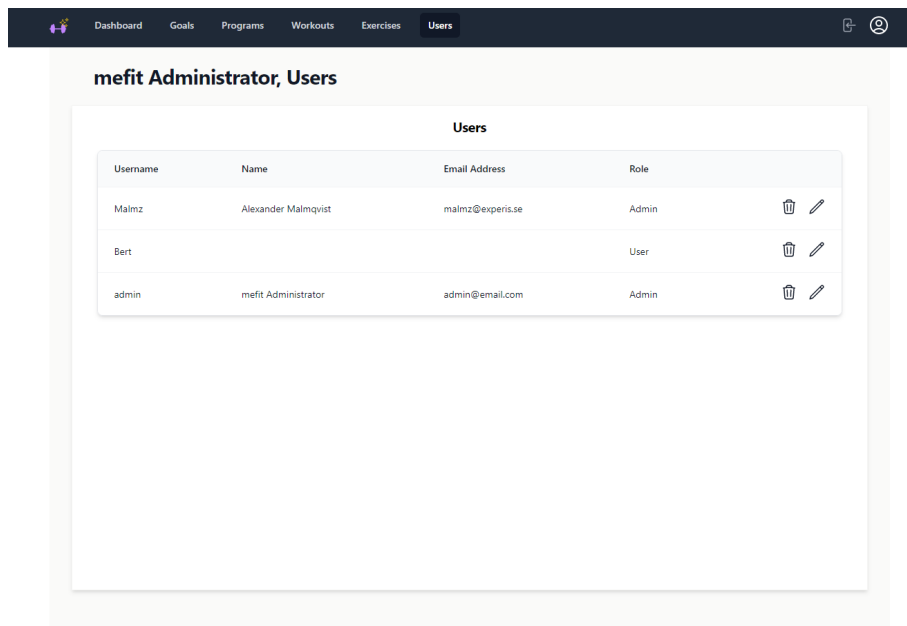 Dashboard Goals Programs Workouts Exercises Users
mefit Administrator, Users
Users
Username Name Email Address Role
Malmz Alexander Malmqvist malmz@experis.se Admin
Bert User
admin mefit Administrator admin@email.com Admin